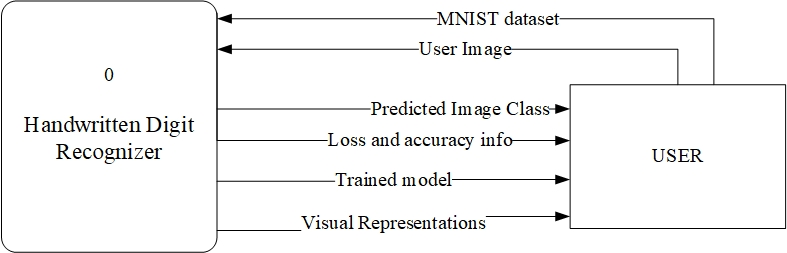 MNIST dataset
User Image
0
Handwritten Digit
Recognizer
Predicted Image Class
Loss and accuracy info
Trained model
Visual Representations
USER